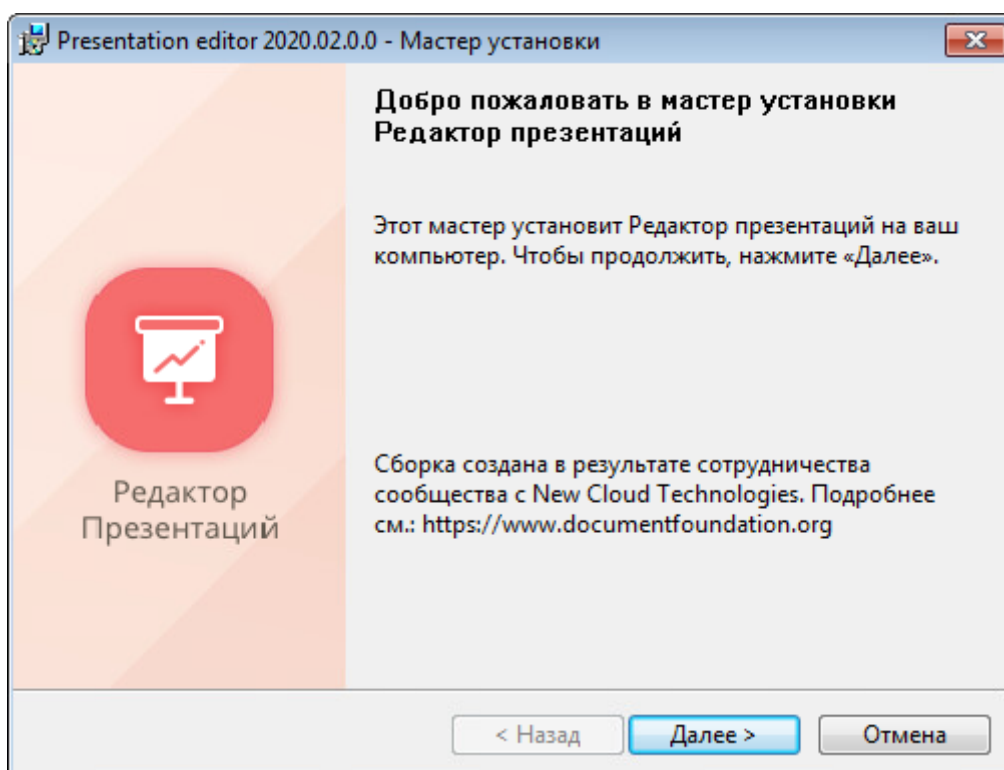 Presentation editor 2020.02.0.0 - Мастер установки
Добро пожаловать в мастер установки
Редактор презентаций
Этот мастер установит Редактор презентаций на ваш
компьютер. Чтобы продолжить, нажмите «Далее».
Редактор
Презентаций
Сборка создана в результате сотрудничества
сообщества с New Cloud Technologies. Подробнее
см.: https://www.documentfoundation.org
< Назад
Далее >
Отмена